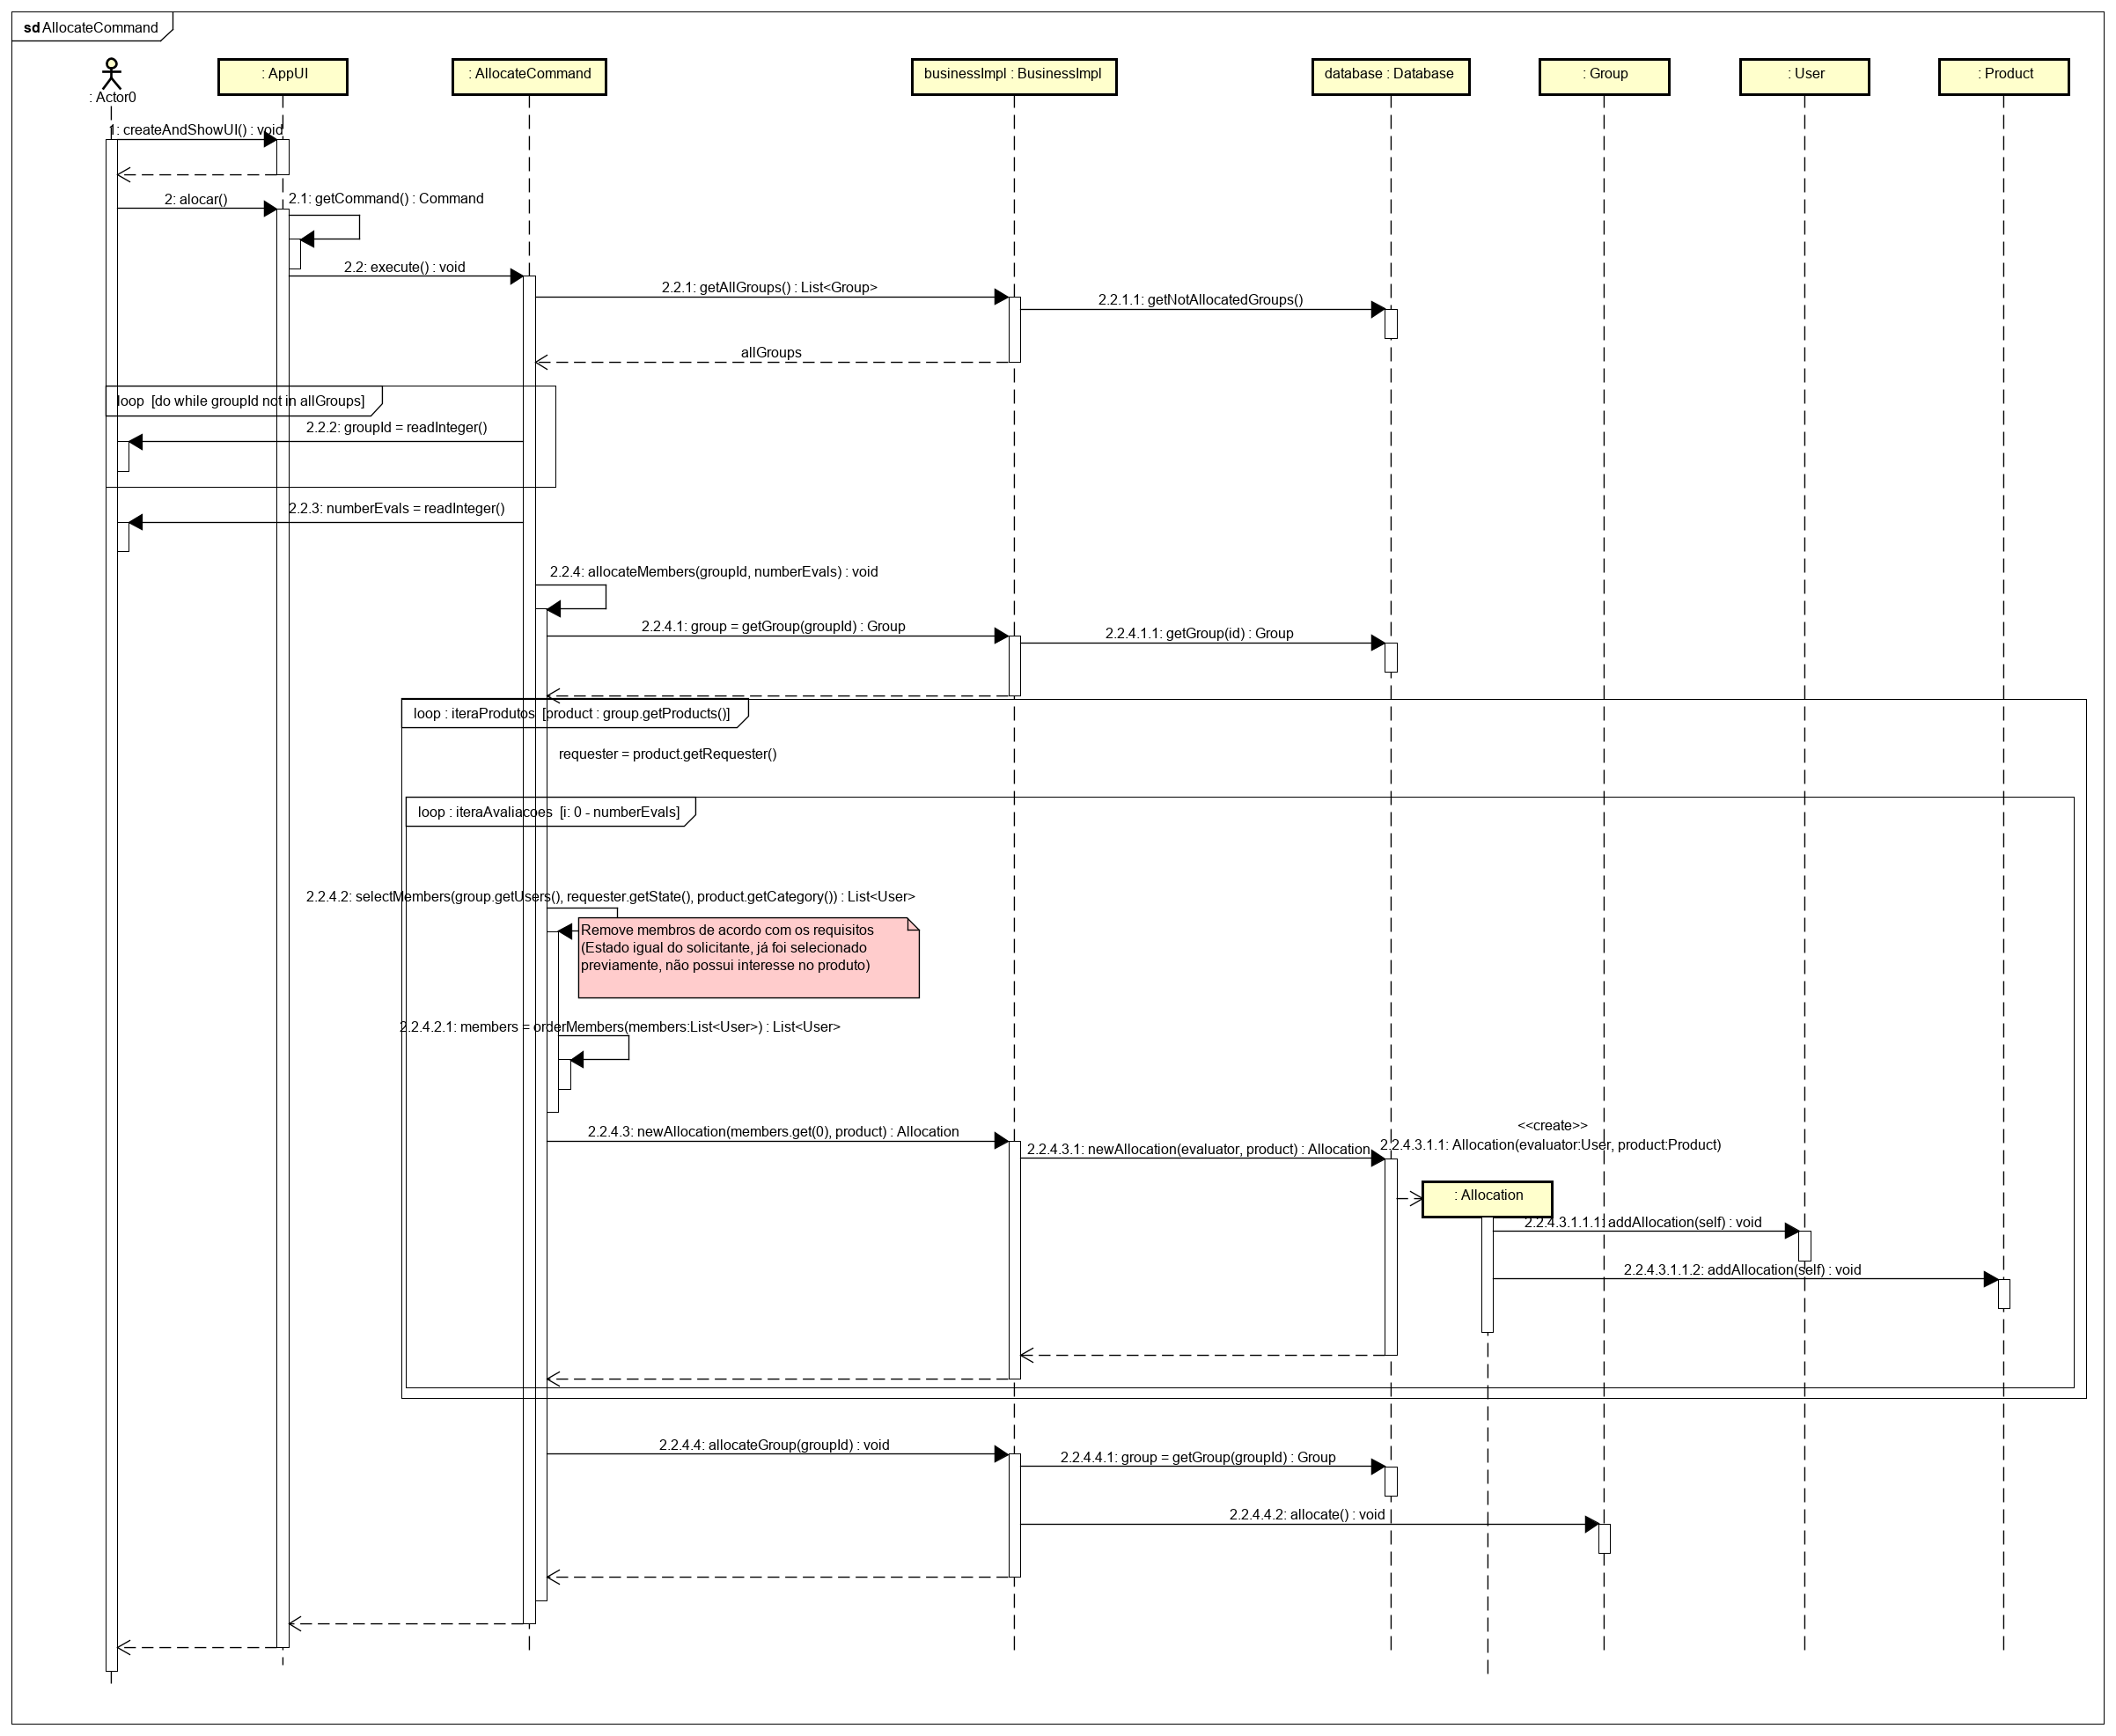 sd AllocateCommand
: Actor0
: AppUI
: AllocateCommand
businessImpl : BusinessImpl
database : Database
: Group
: User
: Product
1: createAndShowUI() : void
2: alocar()
2.1: getCommand() : Command
2.2: execute() : void
2.2.1: getAllGroups() : List<Group>
2.2.1.1: getNotAllocatedGroups()
allGroups
loop [do while groupId not in allGroups]
2.2.2: groupId = readInteger()
2.2.3: numberEvals = readInteger()
2.2.4: allocateMembers(groupId, numberEvals) : void
2.2.4.1: group = getGroup(groupId) : Group
2.2.4.1.1: getGroup(id) : Group
loop : iteraProdutos [product : group.getProducts()]
requester = product.getRequester()
loop : iteraAvaliacoes [i: 0 - numberEvals]
2.2.4.2: selectMembers(group.getUsers(), requester.getState(), product.getCategory()) : List<User>
Remove membros de acordo com os requisitos
(Estado igual do solicitante, já foi selecionado
previamente, não possui interesse no produto)
2.2.4.2.1: members = orderMembers(members:List<User>) : List<User>
2.2.4.3: newAllocation(members.get(0), product) : Allocation
2.2.4.3.1: newAllocation(evaluator, product) : Allocation
<<create>>
2.2.4.3.1.1: Allocation(evaluator:User, product:Product)
: Allocation
2.2.4.3.1.1.1: addAllocation(self) : void
2.2.4.3.1.1.2: addAllocation(self) : void
2.2.4.4: allocateGroup(groupId) : void
2.2.4.4.1: group = getGroup(groupId) : Group
2.2.4.4.2: allocate() : void